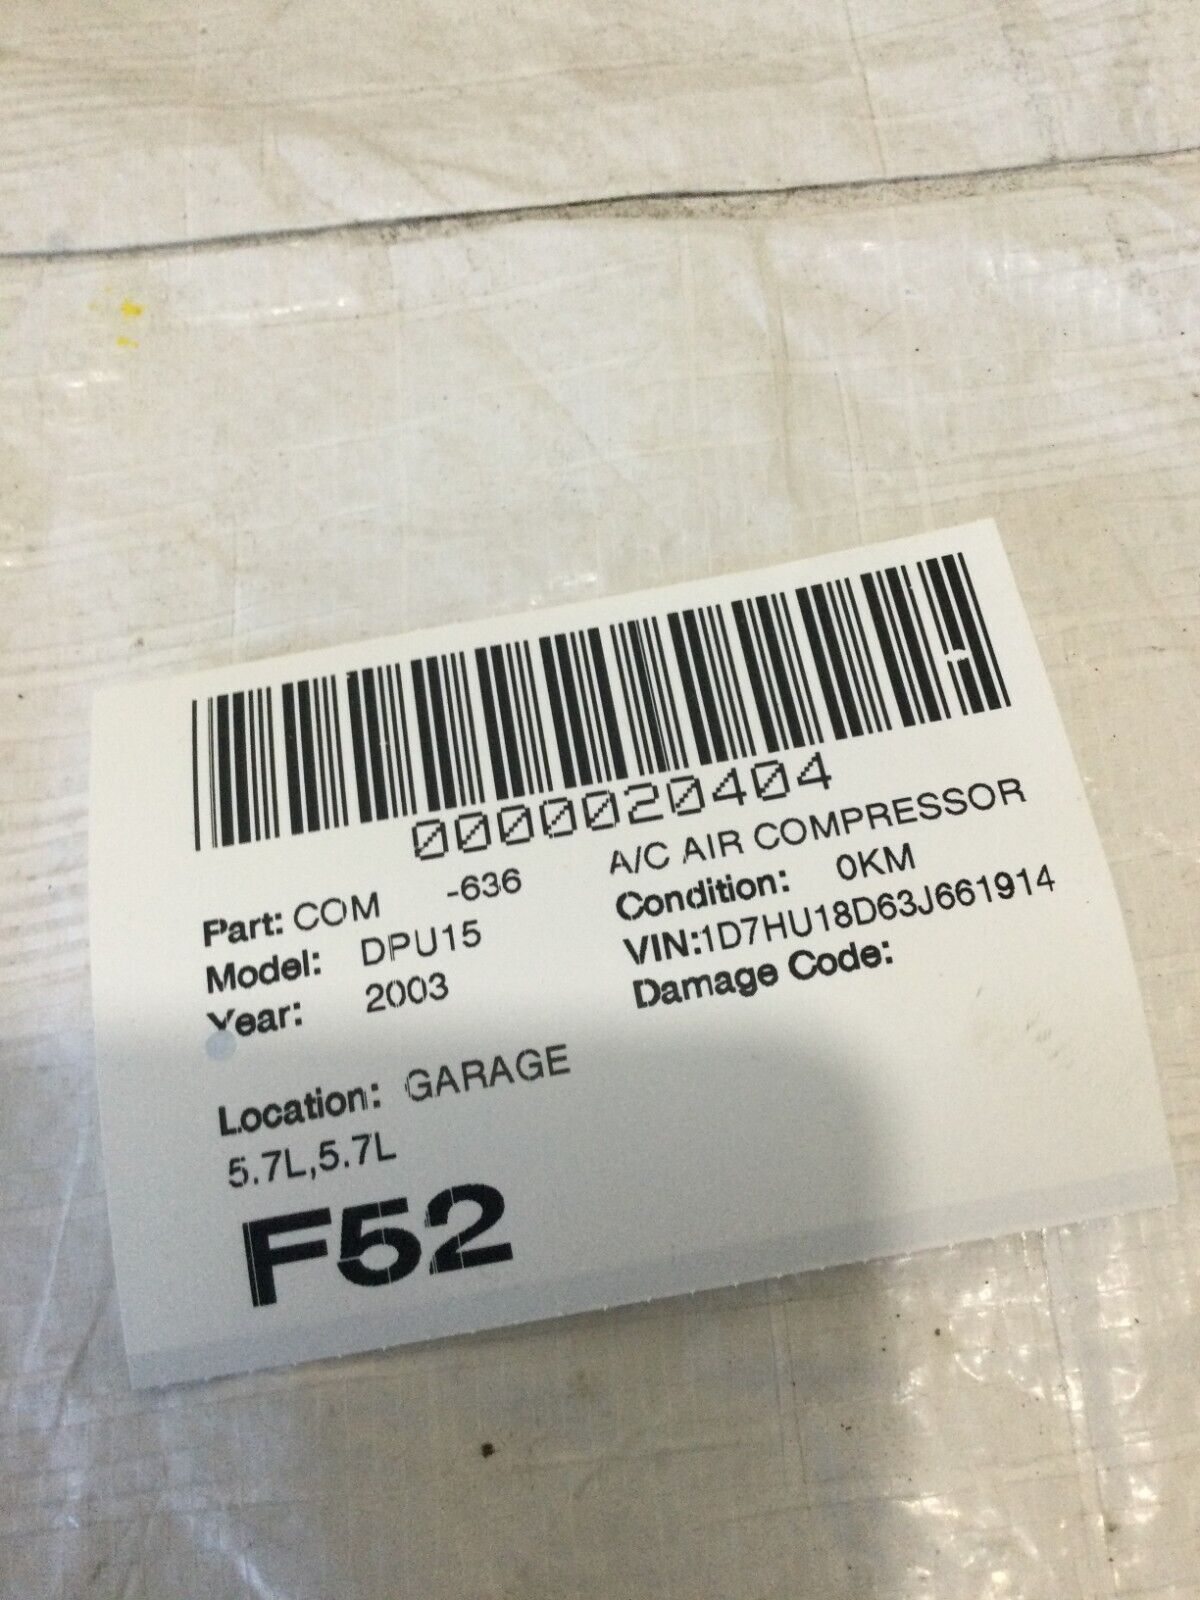 0000020404
Part: COM -636 A/C AIR COMPRESSOR
Model: DPU15 Condition: 0KM
Year: 2003 VIN:1D7HU18D63J661914
Damage Code:
Location: GARAGE
5.7L,5.7L
F52